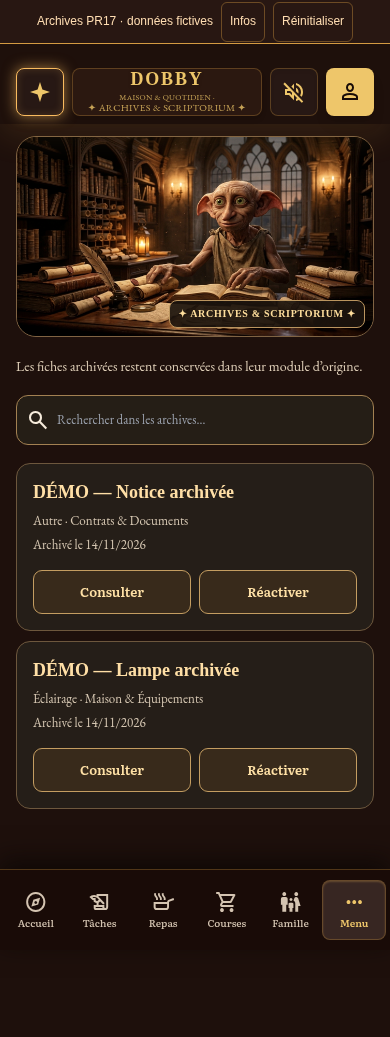 Archives PR17 · données fictives
Infos
Réinitialiser
DOBBY
MAISON & QUOTIDIEN ·
✦ ARCHIVES & SCRIPTORIUM ✦
✦ ARCHIVES & SCRIPTORIUM ✦
Les fiches archivées restent conservées dans leur module d’origine.
Rechercher dans les archives…
DÉMO — Notice archivée
Autre · Contrats & Documents
Archivé le 14/11/2026
Consulter
Réactiver
DÉMO — Lampe archivée
Éclairage · Maison & Équipements
Archivé le 14/11/2026
Consulter
Réactiver
Accueil
Tâches
Repas
Courses
Famille
Menu